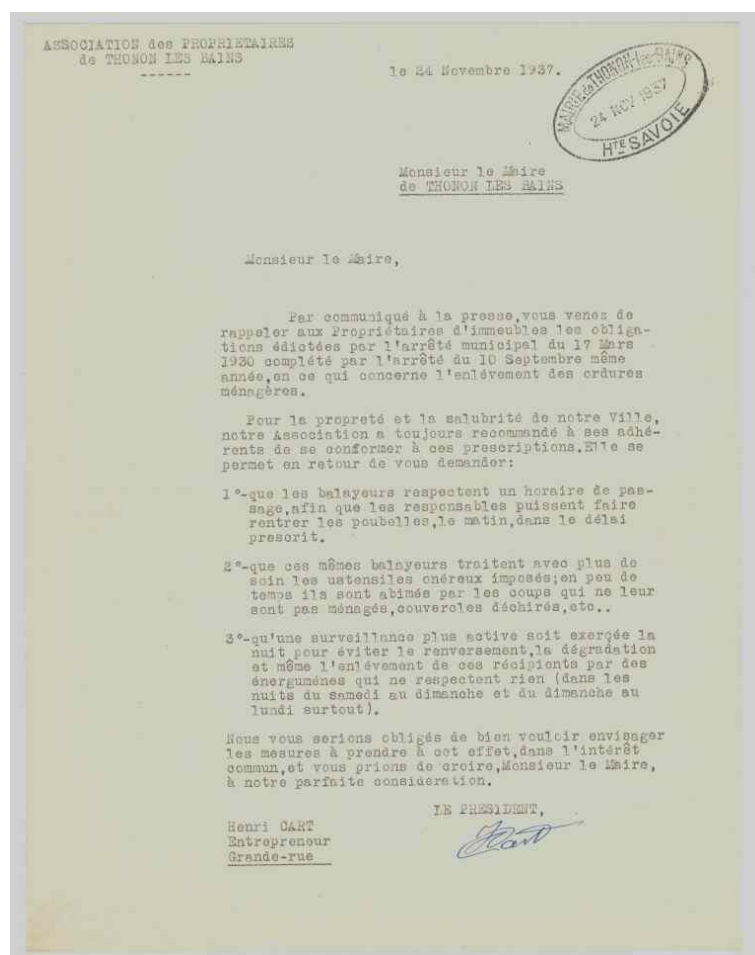 ASSOCIATION des PROPRIETAIRES
de THONON LES BAINS
------
le 24 Novembre 1937.
MAIRIE de THONON-les-BAINS
24 NOV 1937
HTE SAVOIE
Monsieur le Maire
de THONON LES BAINS
Monsieur le Maire,
Par communiqué à la presse,vous venez de
rappeler aux Propriétaires d'immeubles les obliga-
tions édictées par l'arrêté municipal du 17 Mars
1930 complété par l'arrêté du 10 Septembre même
année,en ce qui concerne l'enlévement des ordures
ménagères.
Pour la propreté et la salubrité de notre Ville,
notre Association a toujours recommandé à ses adhé-
rents de se conformer à ces prescriptions.Elle se
permet en retour de vous demander:
1°-que les balayeurs respectent un horaire de pas-
sage,afin que les responsables puissent faire
rentrer les poubelles,le matin,dans le délai
prescrit.
2°-que ces mêmes balayeurs traitent avec plus de
soin les ustensiles onéreux imposés;en peu de
temps ils sont abimés par les coups qui ne leur
sont pas ménagés,couvercles déchirés,etc..
3°-qu'une surveillance plus active soit exerçée la
nuit pour éviter le renversement,la dégradation
et même l'enlévement de ces récipients par des
énerguménes qui ne respectent rien (dans les
nuits du samedi au dimanche et du dimanche au
lundi surtout).
Nous vous serions obligés de bien vouloir envisager
les mesures à prendre à cet effet,dans l'intérêt
commun,et vous prions de croire,Monsieur le Maire,
à notre parfaite consideration.
LE PRESIDENT,
Henri CART
Entrepreneur
Grande-rue
HCart